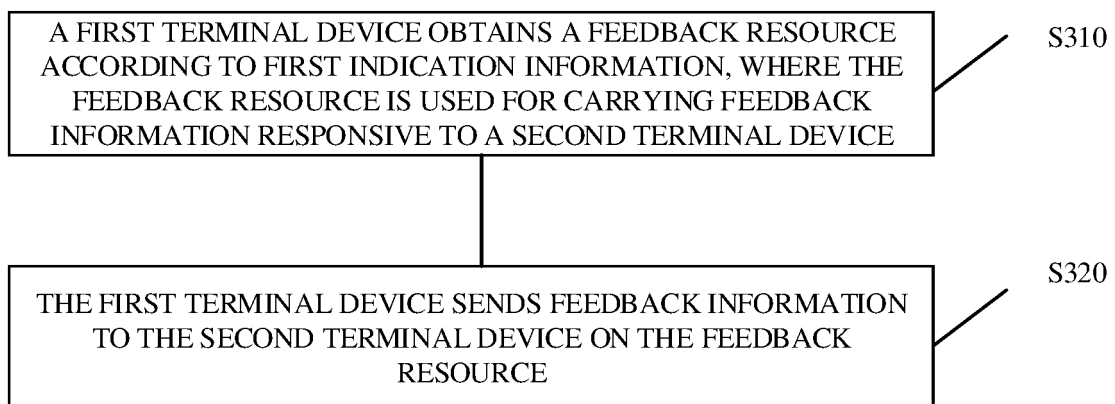 A FIRST TERMINAL DEVICE OBTAINS A FEEDBACK RESOURCE
ACCORDING TO FIRST INDICATION INFORMATION, WHERE THE
FEEDBACK RESOURCE IS USED FOR CARRYING FEEDBACK
INFORMATION RESPONSIVE TO A SECOND TERMINAL DEVICE
S310
THE FIRST TERMINAL DEVICE SENDS FEEDBACK INFORMATION
TO THE SECOND TERMINAL DEVICE ON THE FEEDBACK
RESOURCE
S320